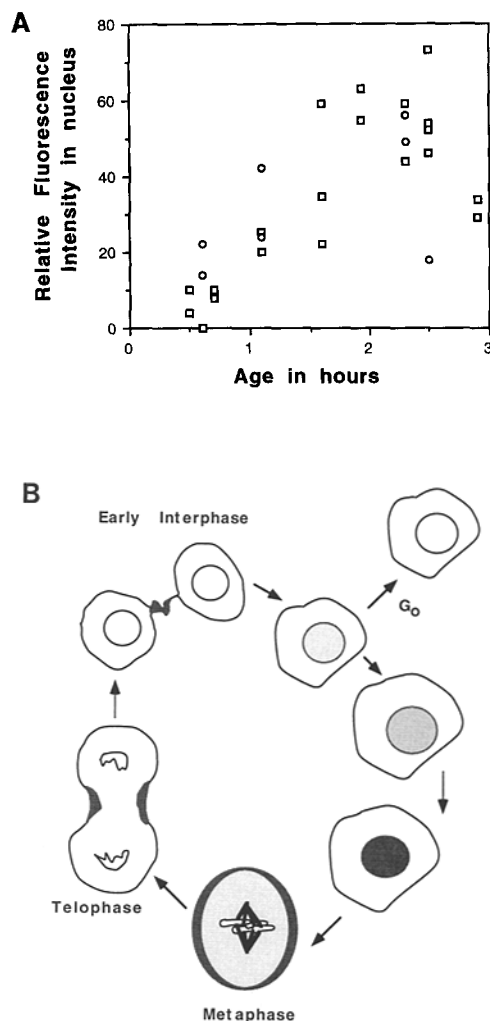 A
Relative Fluorescence
Intensity in nucleus
80
60
40
20
0
0
1
2
3
Age in hours
B
Early Interphase
Go
Telophase
Metaphase